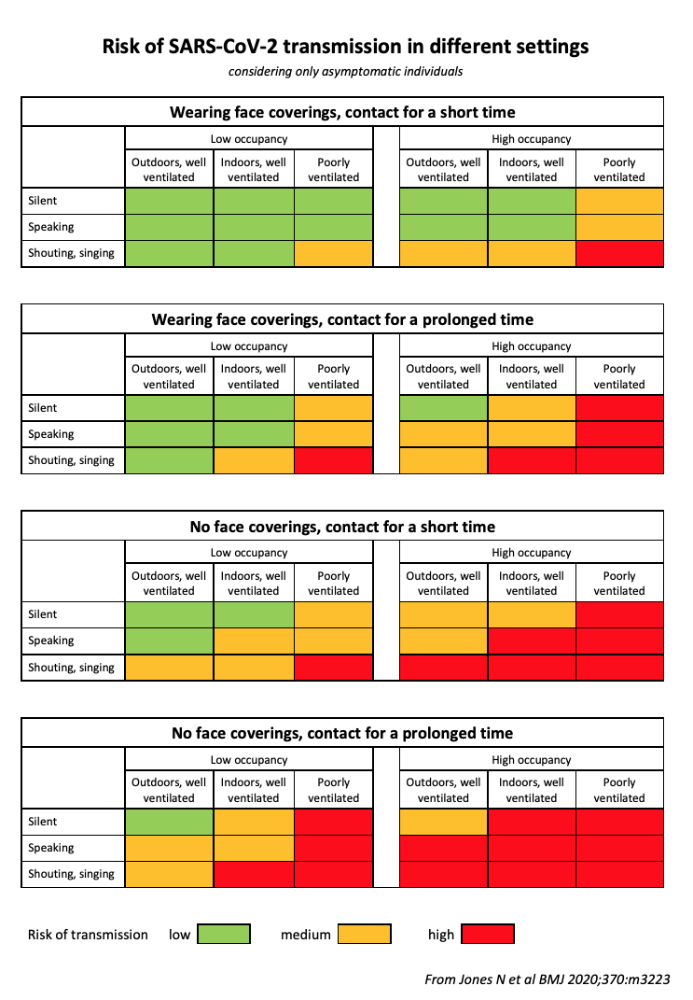 Risk of SARS-CoV-2 transmission in different settings
considering only asymptomatic individuals
Wearing face coverings, contact for a short time
Low occupancy High occupancy
Outdoors, well ventilated Indoors, well ventilated Poorly ventilated Outdoors, well ventilated Indoors, well ventilated Poorly ventilated
Silent
Speaking
Shouting, singing
Wearing face coverings, contact for a prolonged time
Low occupancy High occupancy
Outdoors, well ventilated Indoors, well ventilated Poorly ventilated Outdoors, well ventilated Indoors, well ventilated Poorly ventilated
Silent
Speaking
Shouting, singing
No face coverings, contact for a short time
Low occupancy High occupancy
Outdoors, well ventilated Indoors, well ventilated Poorly ventilated Outdoors, well ventilated Indoors, well ventilated Poorly ventilated
Silent
Speaking
Shouting, singing
No face coverings, contact for a prolonged time
Low occupancy High occupancy
Outdoors, well ventilated Indoors, well ventilated Poorly ventilated Outdoors, well ventilated Indoors, well ventilated Poorly ventilated
Silent
Speaking
Shouting, singing
Risk of transmission low medium high
From Jones N et al BMJ 2020;370:m3223